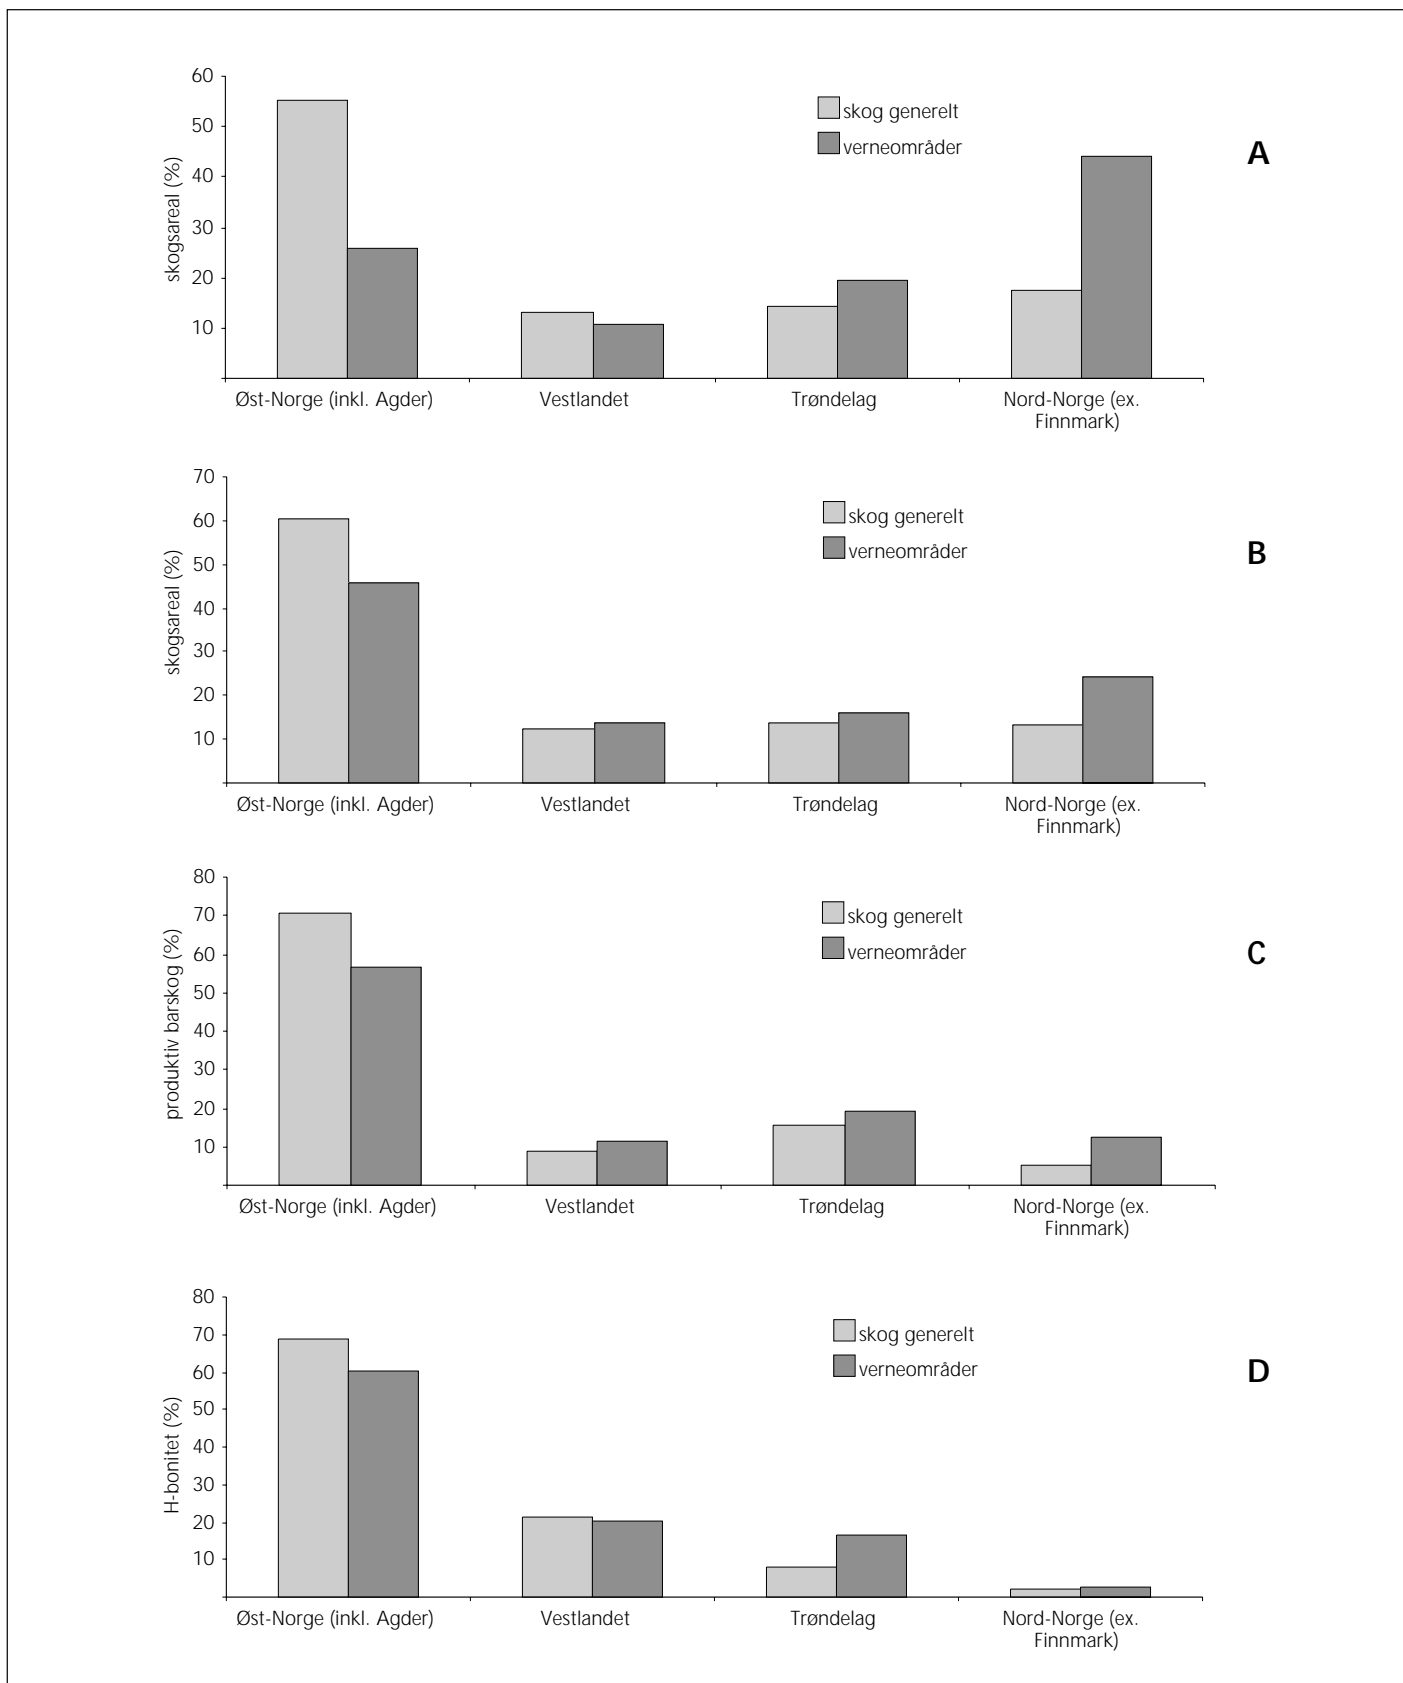 60
50
40
30
20
10
skogsareal (%)
skog generelt
verneområder
A
Øst-Norge (inkl. Agder)
Vestlandet
Trøndelag
Nord-Norge (ex.
Finnmark)
70
60
50
40
30
20
10
skogsareal (%)
skog generelt
verneområder
B
Øst-Norge (inkl. Agder)
Vestlandet
Trøndelag
Nord-Norge (ex.
Finnmark)
80
70
60
50
40
30
20
10
produktiv barskog (%)
skog generelt
verneområder
C
Øst-Norge (inkl. Agder)
Vestlandet
Trøndelag
Nord-Norge (ex.
Finnmark)
80
70
60
50
40
30
20
10
H-bonitet (%)
skog generelt
verneområder
D
Øst-Norge (inkl. Agder)
Vestlandet
Trøndelag
Nord-Norge (ex.
Finnmark)